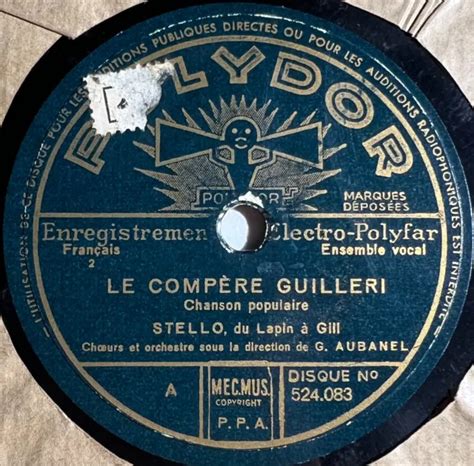 L'UTILISATION DE CE DISQUE POUR LES AUDITIONS PUBLIQUES DIRECTES OU POUR LES AUDITIONS RADIOPHONIQUES EST INTERDITE
P LYDOR
MARQUES
DÉPOSÉES
Enregistremen Electro-Polyfar
Français Ensemble vocal
2
LE COMPÈRE GUILLERI
Chanson populaire
STELLO, du Lapin à Gill
Chœurs et orchestre sous la direction de G. AUBANEL
A
MEC.MUS.
COPYRIGHT
P.P.A.
DISQUE No
524.083